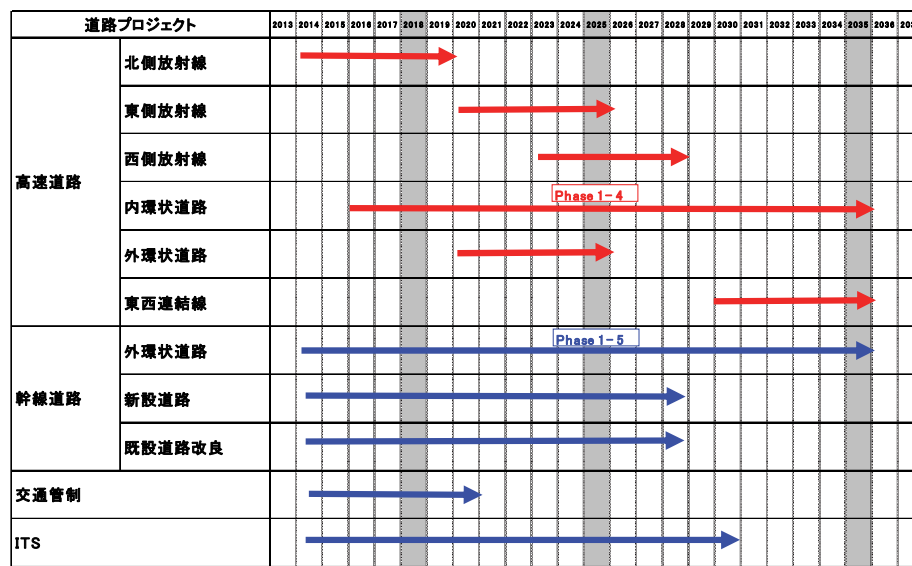 道路プロジェクト 2013 2014 2015 2016 2017 2018 2019 2020 2021 2022 2023 2024 2025 2026 2027 2028 2029 2030 2031 2032 2033 2034 2035 2036
高速道路
北側放射線
東側放射線
西側放射線
内環状道路 Phase 1-4
外環状道路
東西連結線
幹線道路
外環状道路 Phase 1-5
新設道路
既設道路改良
交通管制
ITS